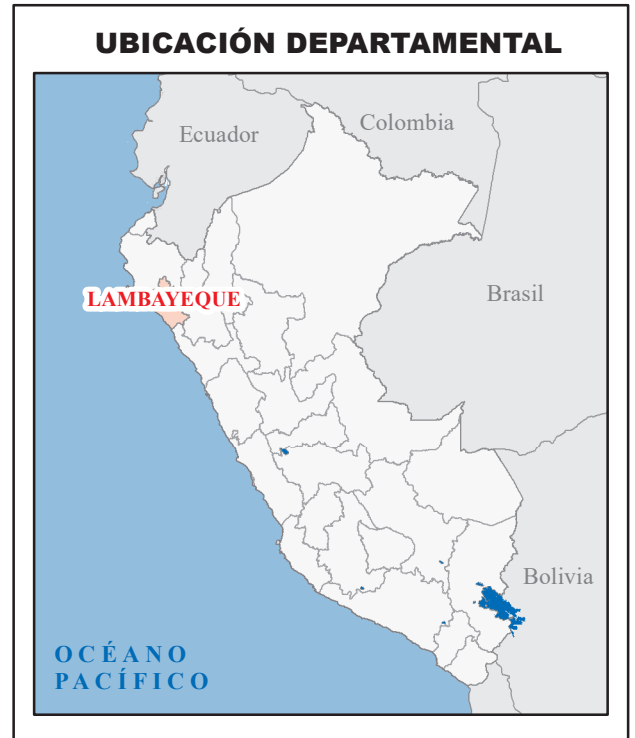 UBICACIÓN DEPARTAMENTAL
Colombia
Ecuador
Brasil
LAMBAYEQUE
Bolivia
OCÉANO
PACÍFICO